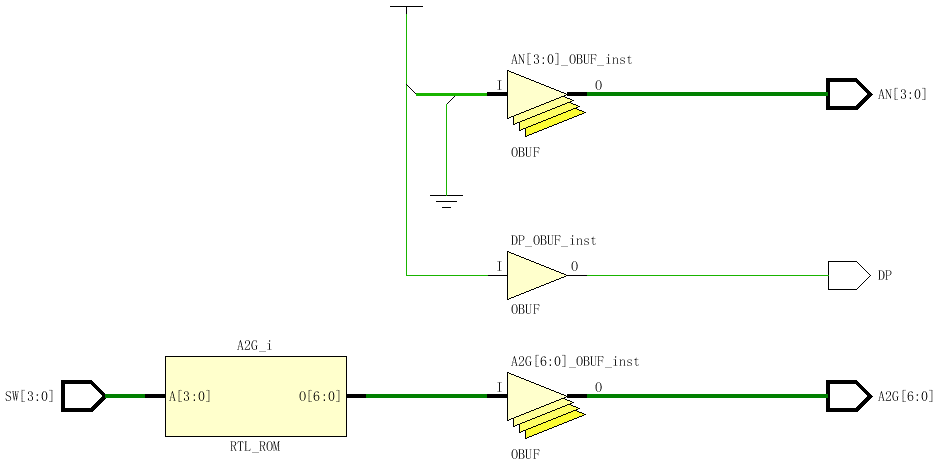 AN[3:0]_OBUF_inst
I
O
AN[3:0]
OBUF
DP_OBUF_inst
I
O
DP
OBUF
A2G_i
A2G[6:0]_OBUF_inst
SW[3:0]
A[3:0]
O[6:0]
I
O
A2G[6:0]
RTL_ROM
OBUF